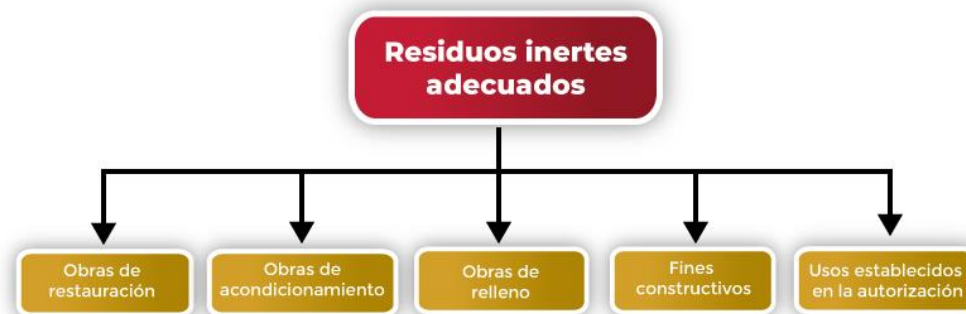 Residuos inertes
adecuados
Obras de
restauración
Obras de
acondicionamiento
Obras de
relleno
Fines
constructivos
Usos establecidos
en la autorización